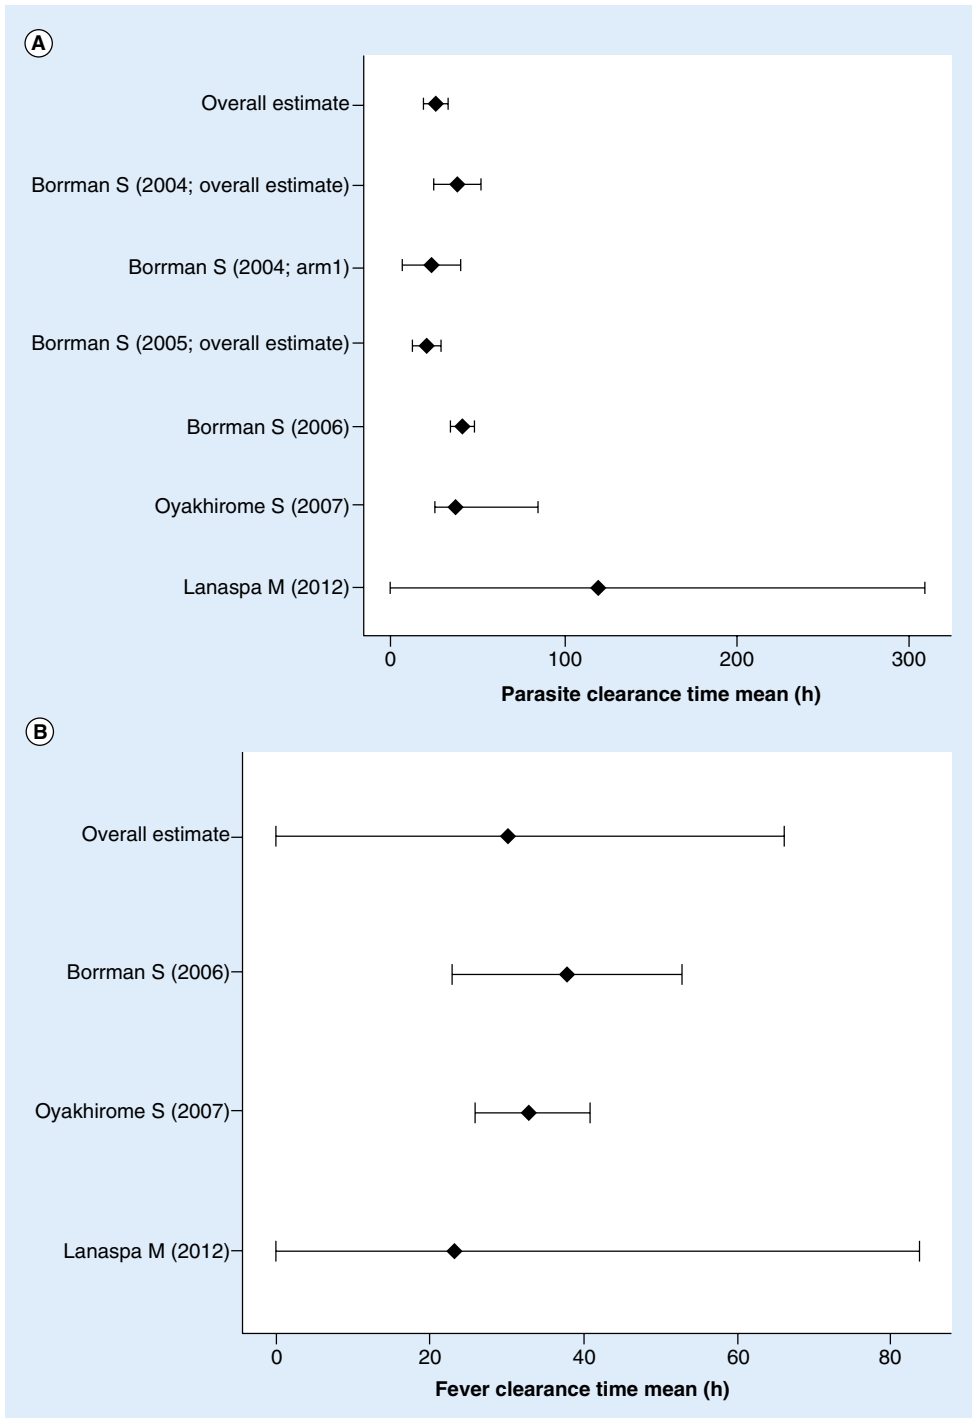 A
Overall estimate
Borrman S (2004; overall estimate)
Borrman S (2004; arm1)
Borrman S (2005; overall estimate)
Borrman S (2006)
Oyakhirome S (2007)
Lanaspa M (2012)
0 100 200 300
Parasite clearance time mean (h)
B
Overall estimate
Borrman S (2006)
Oyakhirome S (2007)
Lanaspa M (2012)
0 20 40 60 80
Fever clearance time mean (h)